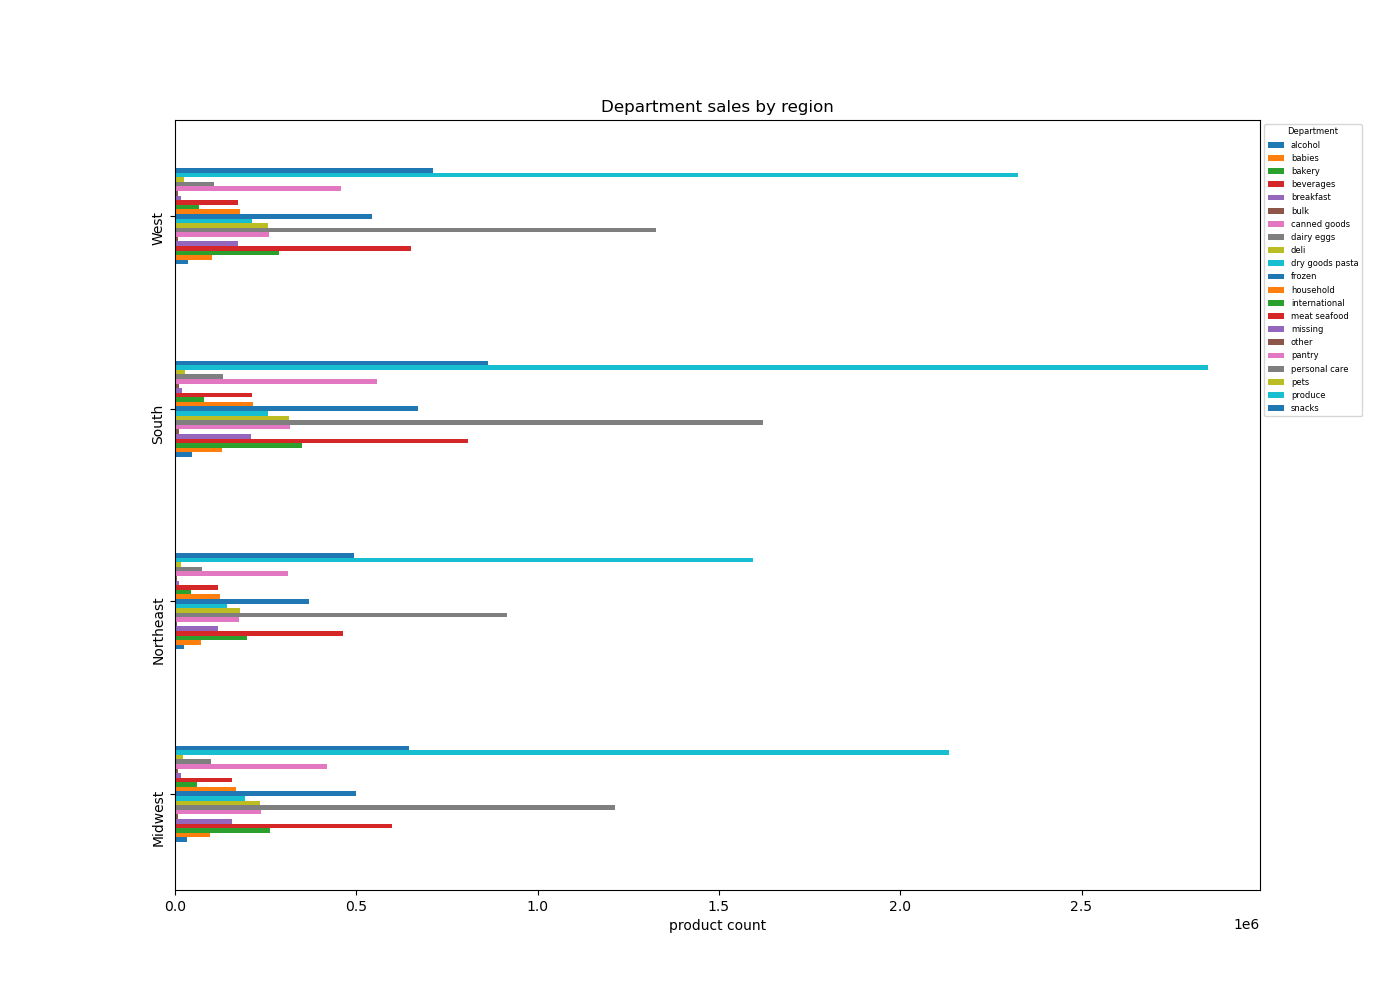 Department sales by region
Department
alcohol
babies
bakery
beverages
breakfast
bulk
canned goods
dairy eggs
deli
dry goods pasta
frozen
household
international
meat seafood
missing
other
pantry
personal care
pets
produce
snacks
West
South
Northeast
Midwest
0.0 0.5 1.0 1.5 2.0 2.5
product count
1e6